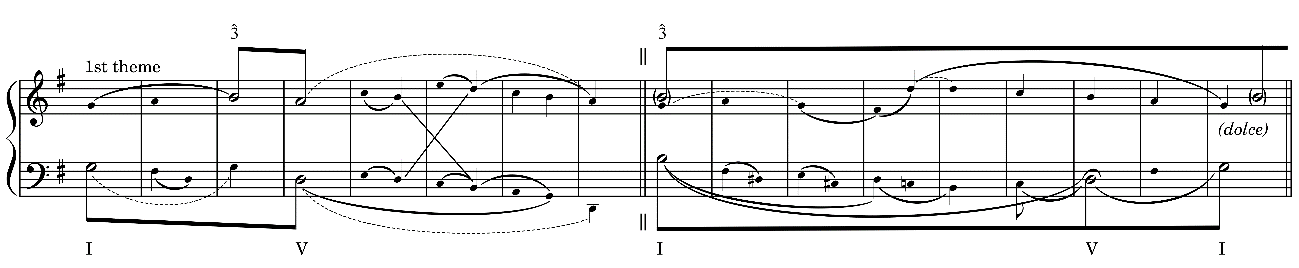 3̂ 3̂
1st theme
(dolce)
I V I V I